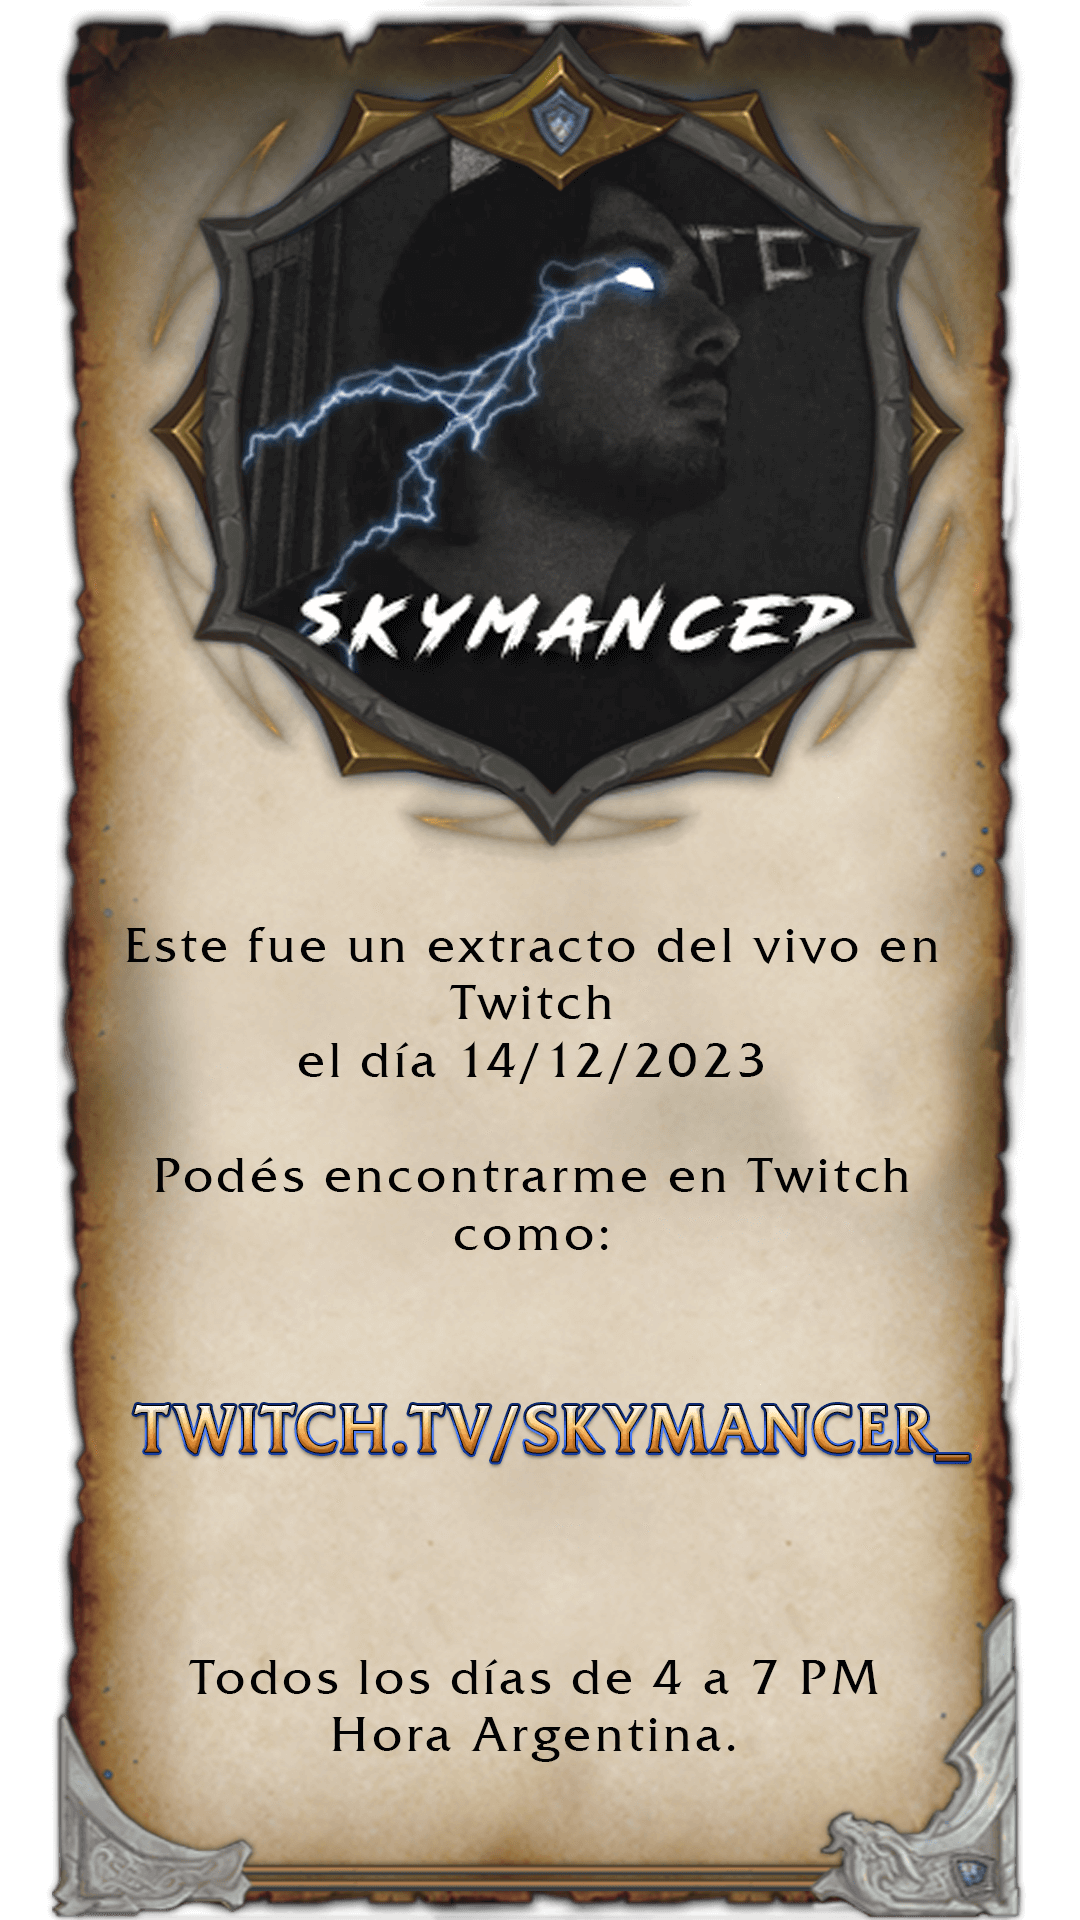 SKYMANCER
Este fue un extracto del vivo en
Twitch
el día 14/12/2023
Podés encontrarme en Twitch
como:
TWITCH.TV/SKYMANCER_
Todos los días de 4 a 7 PM
Hora Argentina.